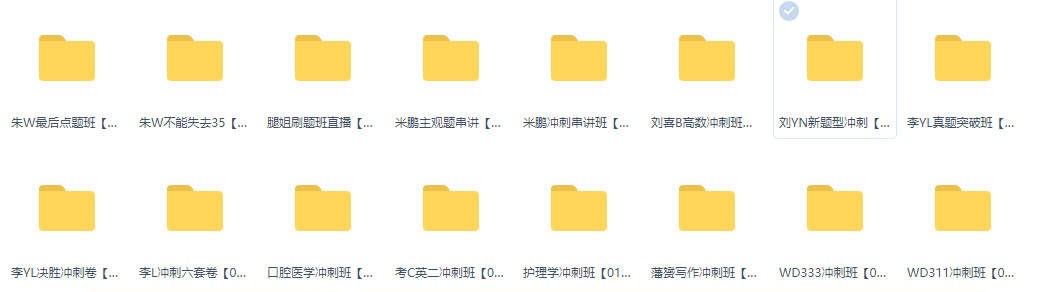 朱W最后点题班【...
朱W不能失去35【...
腿姐刷题班直播【...
米鹏主观题串讲【...
米鹏冲刺串讲班【...
刘喜B高数冲刺班...
刘YN新题型冲刺【...
李YL真题突破班【...
李YL决胜冲刺卷【...
李L冲刺六套卷【0...
口腔医学冲刺班【...
考C英二冲刺班【0...
护理学冲刺班【01...
薄赟写作冲刺班【...
WD333冲刺班【0...
WD311冲刺班【0...